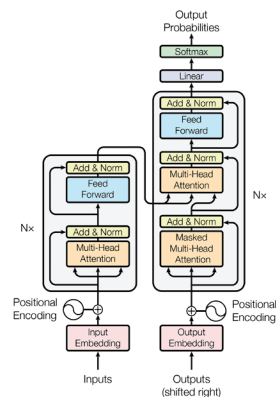 Output
Probabilities
Softmax
Linear
Add & Norm
Feed
Forward
Add & Norm
Multi-Head
Attention
Add & Norm
Masked
Multi-Head
Attention
N×
Positional
Encoding
Output
Embedding
Outputs
(shifted right)
Add & Norm
Feed
Forward
Add & Norm
Multi-Head
Attention
N×
Positional
Encoding
Input
Embedding
Inputs